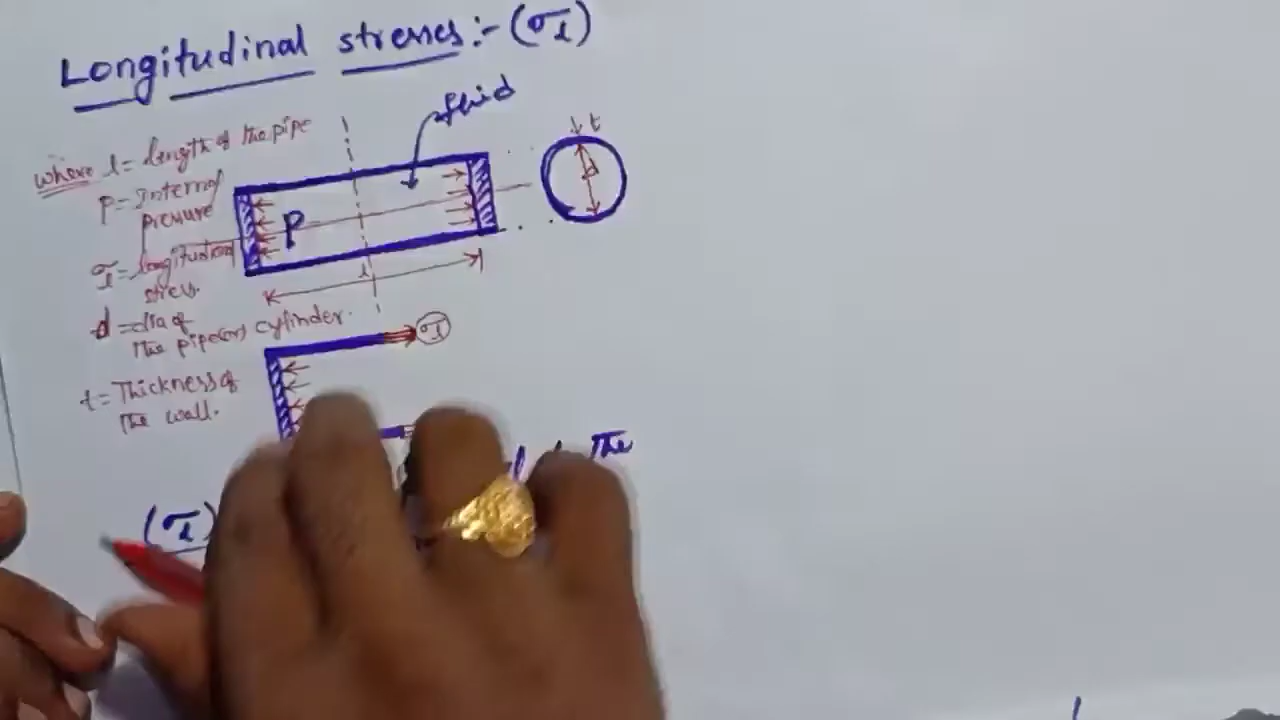 Longitudinal stresses:- (σl)
fluid
where l = length of the pipe
P = Internal
pressure
σl = longitudinal
stress.
d = dia of
the pipe(or) cylinder.
t = Thickness of
the wall.
t
d
P
l
σl
the
(σl)